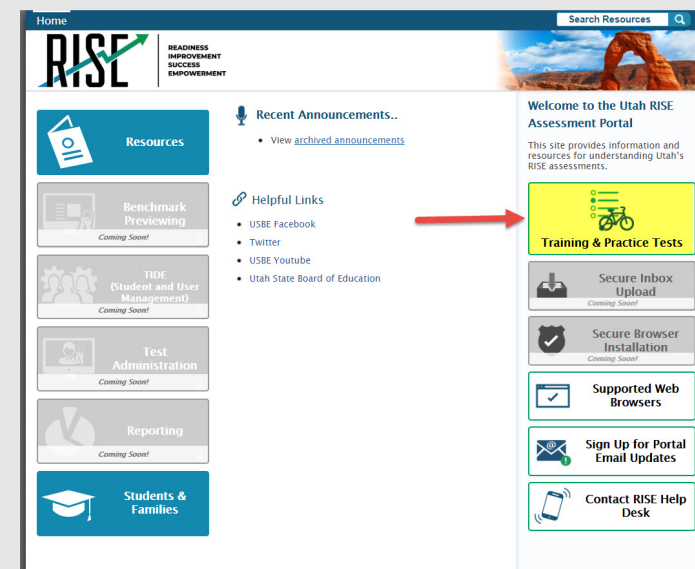 Home
Search Resources
RISE
READINESS
IMPROVEMENT
SUCCESS
EMPOWERMENT
Resources
Benchmark
Previewing
Coming Soon!
TIDE
(Student and User
Management)
Coming Soon!
Test
Administration
Coming Soon!
Reporting
Coming Soon!
Students &
Families
Recent Announcements..
View archived announcements
Helpful Links
USBE Facebook
Twitter
USBE Youtube
Utah State Board of Education
Welcome to the Utah RISE
Assessment Portal
This site provides information and
resources for understanding Utah's
RISE assessments.
Training & Practice Tests
Secure Inbox
Upload
Coming Soon!
Secure Browser
Installation
Coming Soon!
Supported Web
Browsers
Sign Up for Portal
Email Updates
Contact RISE Help
Desk